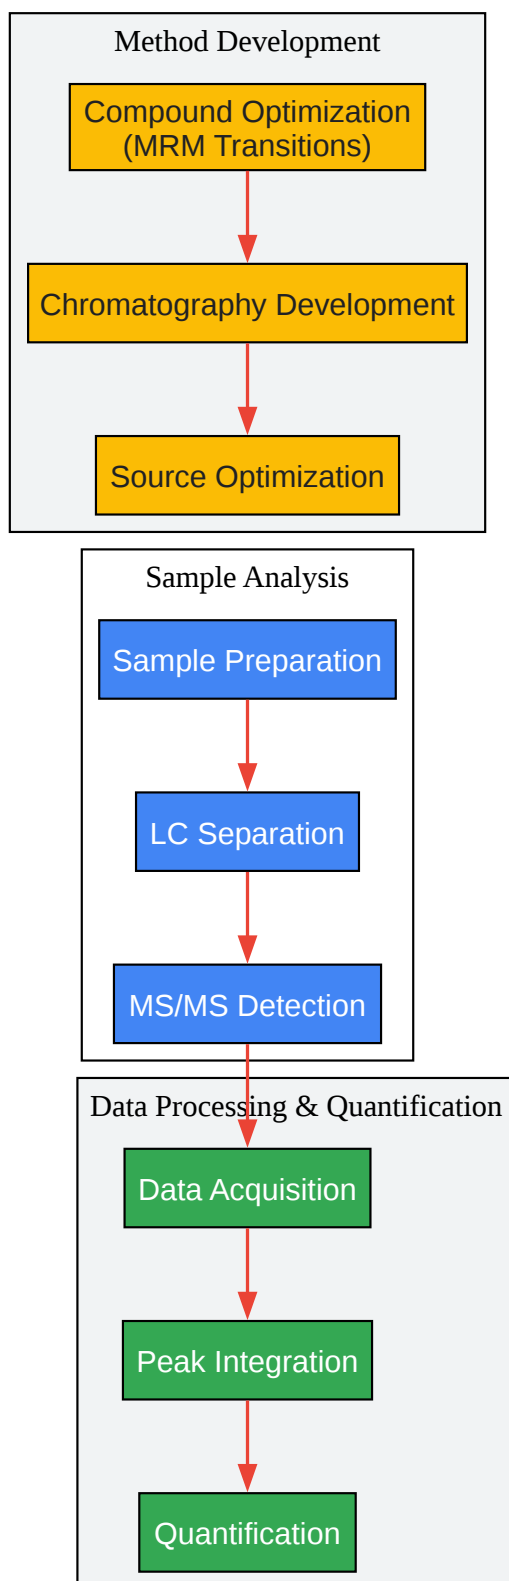 Method Development
Compound Optimization
(MRM Transitions)
Chromatography Development
Source Optimization
Sample Analysis
Sample Preparation
LC Separation
MS/MS Detection
Data Processing & Quantification
Data Acquisition
Peak Integration
Quantification